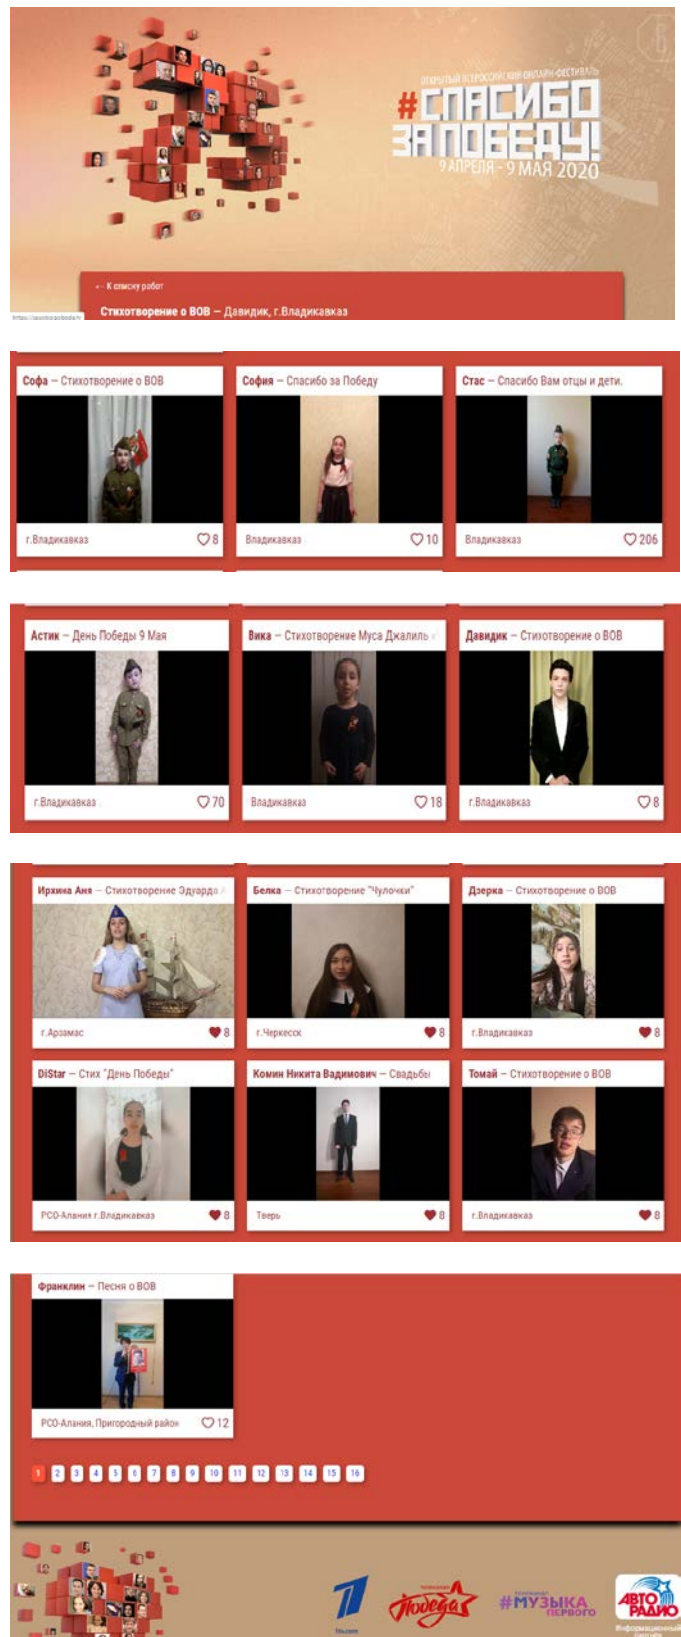 ОТКРЫТЫЙ ВСЕРОССИЙСКИЙ ОНЛАЙН-ФЕСТИВАЛЬ
#СПАСИБО
ЗА ПОБЕДУ!
9 АПРЕЛЯ - 9 МАЯ 2020
← К списку работ
Стихотворение о ВОВ — Давидик, г.Владикавказ
Софа — Стихотворение о ВОВ
София — Спасибо за Победу
Стас — Спасибо Вам отцы и дети.
г.Владикавказ 8
Владикавказ 10
Владикавказ 206
Астик — День Победы 9 Мая
Вика — Стихотворение Муса Джалиль
Давидик — Стихотворение о ВОВ
г.Владикавказ 70
Владикавказ 18
г.Владикавказ 8
Ирхина Аня — Стихотворение Эдуарда
Белка — Стихотворение "Чулочки"
Дзерка — Стихотворение о ВОВ
г.Арзамас 8
г.Черкесск 8
г.Владикавказ 8
DiStar — Стих "День Победы"
Комин Никита Вадимович — Свадьбы
Томай — Стихотворение о ВОВ
РСО-Алания г.Владикавказ 8
Тверь 8
г.Владикавказ 8
Франклин — Песня о ВОВ
РСО-Алания, Пригородный район 12
1 2 3 4 5 6 7 8 9 10 11 12 13 14 15 16
1
Победа
#МУЗЫКА
ПЕРВОГО
АВТО
РАДИО
Информационный